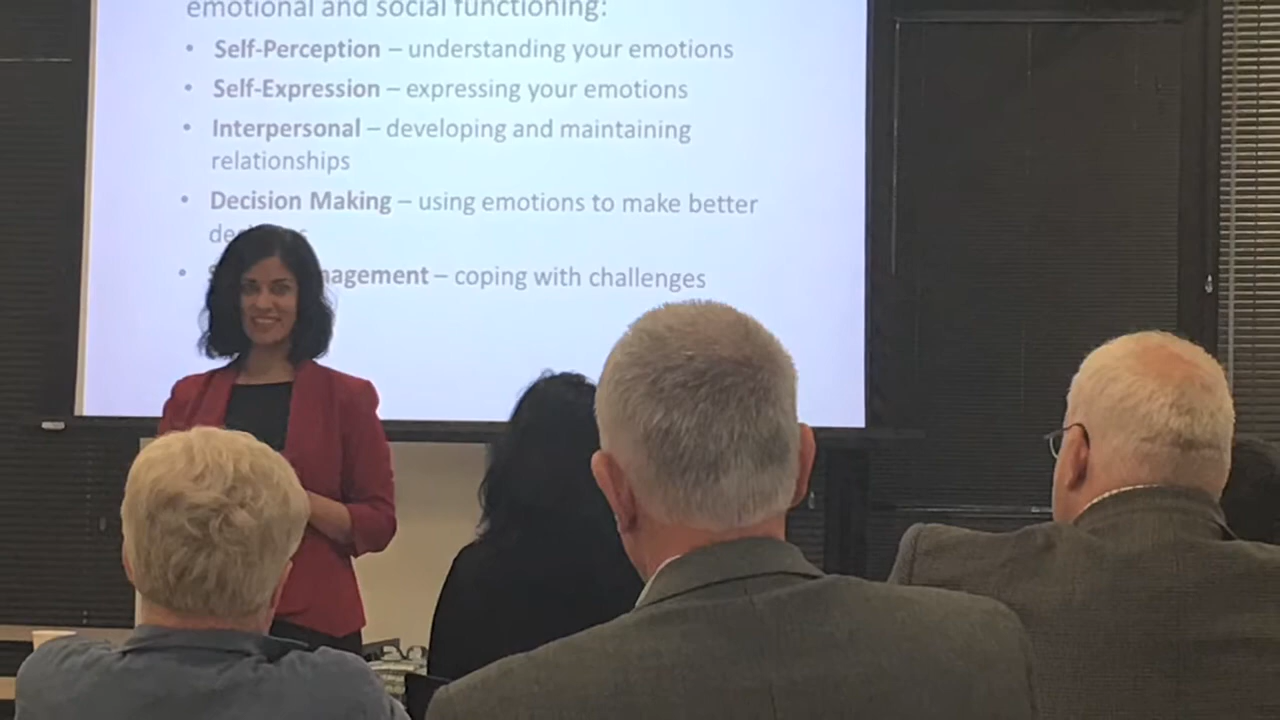 emotional and social functioning:
• Self-Perception – understanding your emotions
• Self-Expression – expressing your emotions
• Interpersonal – developing and maintaining
relationships
• Decision Making – using emotions to make better
• – coping with challenges